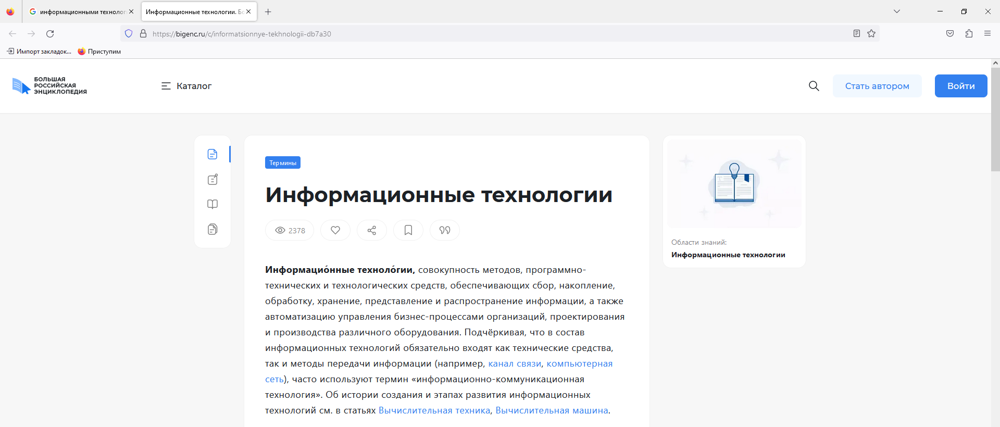 информационными технолог
Информационные технологии. Бо
https://bigenc.ru/c/informatsionnye-tekhnologii-db7a30
Импорт закладок...
Приступим
БОЛЬШАЯ
РОССИЙСКАЯ
ЭНЦИКЛОПЕДИЯ
Каталог
Стать автором
Войти
Термины
Информационные технологии
2378
Информацио́нные техноло́гии, совокупность методов, программно-
технических и технологических средств, обеспечивающих сбор, накопление,
обработку, хранение, представление и распространение информации, а также
автоматизацию управления бизнес-процессами организаций, проектирования
и производства различного оборудования. Подчёркивая, что в состав
информационных технологий обязательно входят как технические средства,
так и методы передачи информации (например, канал связи, компьютерная
сеть), часто используют термин «информационно-коммуникационная
технология». Об истории создания и этапах развития информационных
технологий см. в статьях Вычислительная техника, Вычислительная машина.
Области знаний:
Информационные технологии